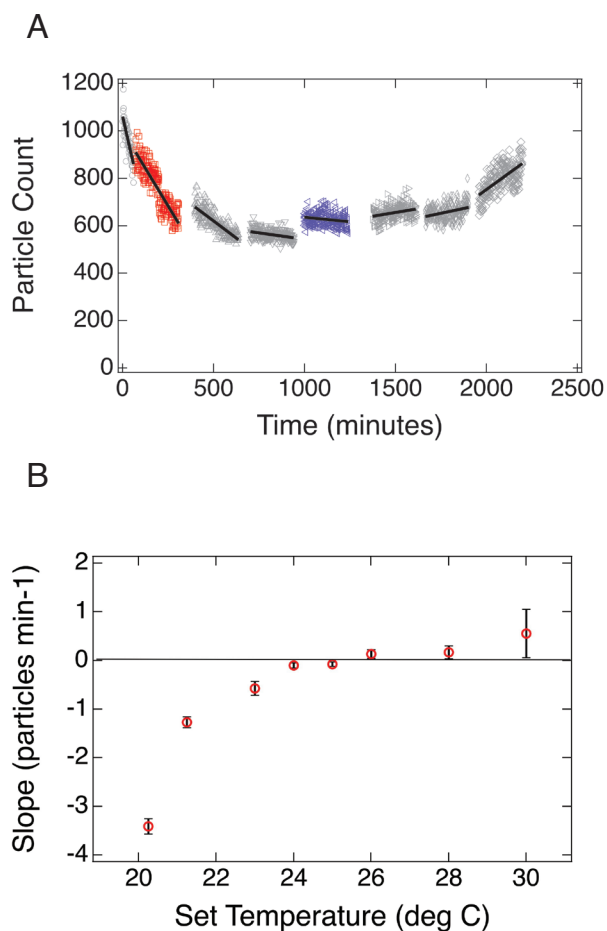 A
1200
1000
800
600
400
200
0
Particle Count
0 500 1000 1500 2000 2500
Time (minutes)
B
2
1
0
-1
-2
-3
-4
Slope (particles min-1)
20 22 24 26 28 30
Set Temperature (deg C)